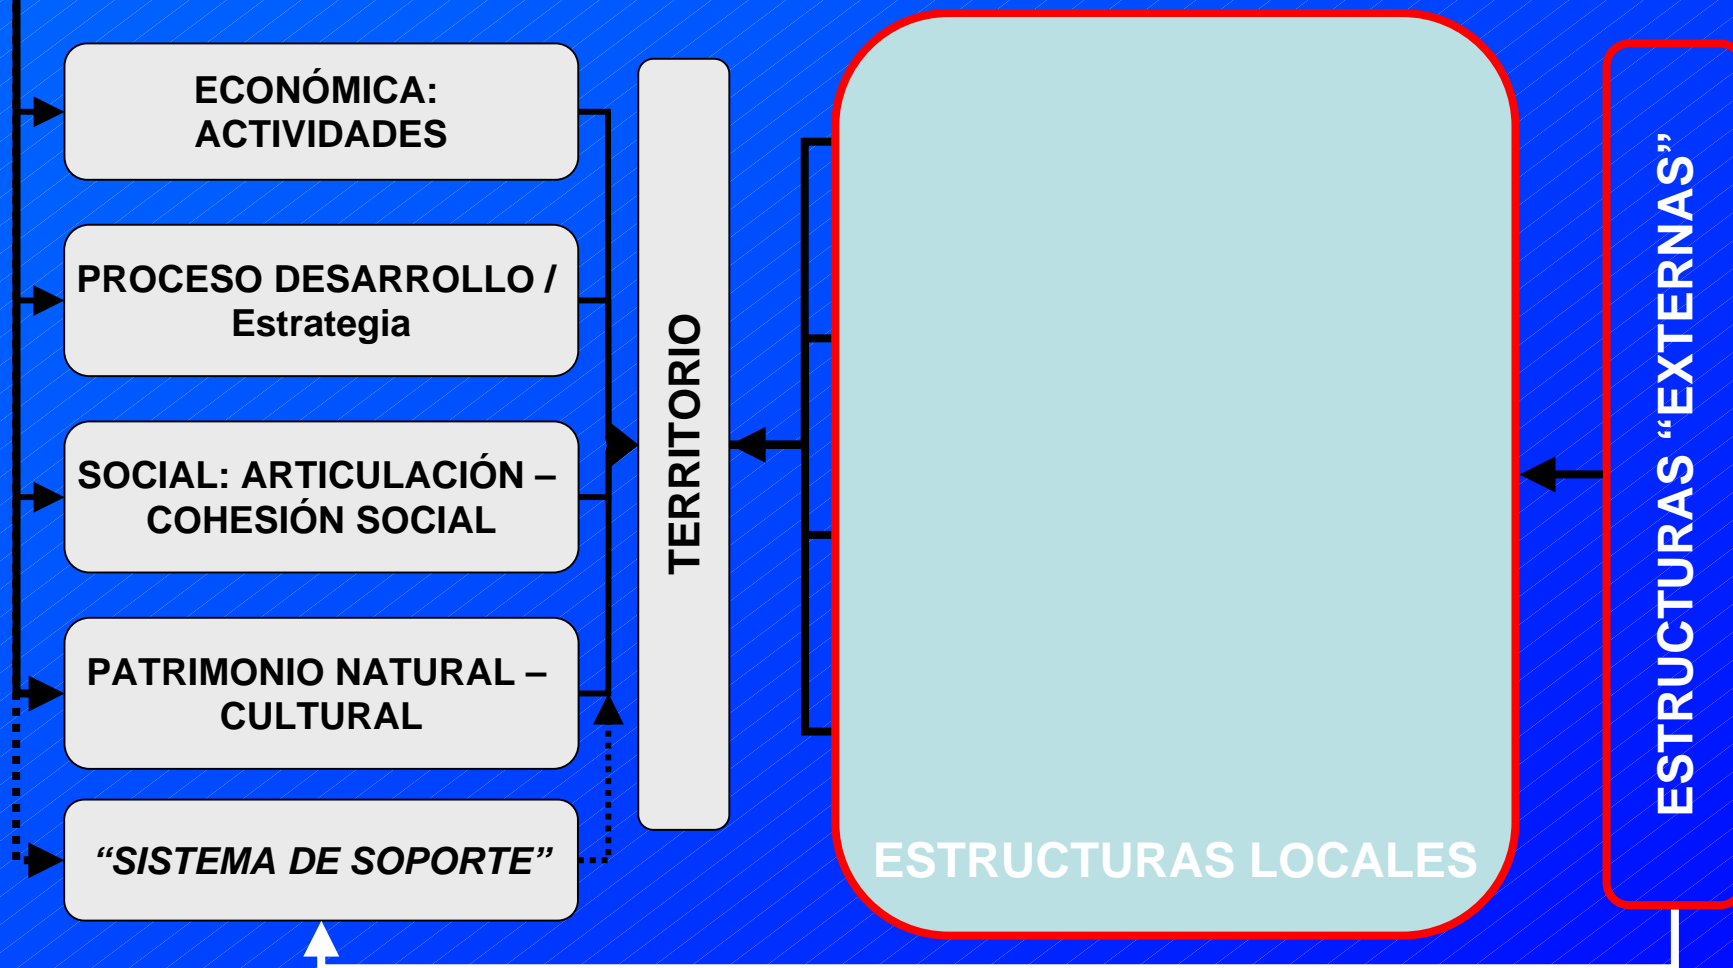 ECONÓMICA:
ACTIVIDADES
PROCESO DESARROLLO /
Estrategia
SOCIAL: ARTICULACIÓN –
COHESIÓN SOCIAL
PATRIMONIO NATURAL –
CULTURAL
“SISTEMA DE SOPORTE”
TERRITORIO
ESTRUCTURAS LOCALES
ESTRUCTURAS “EXTERNAS”